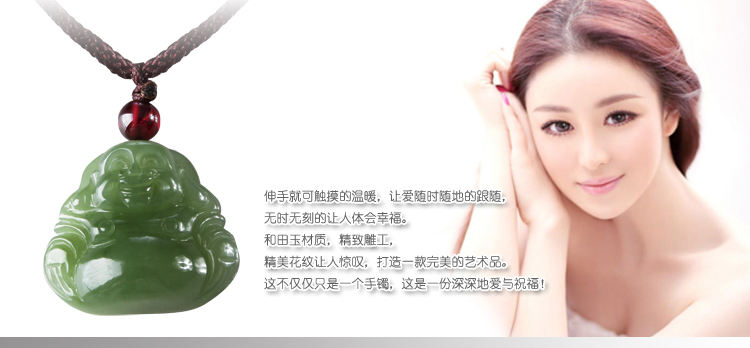 伸手就可触摸的温暖，让爱随时随地的跟随，
无时无刻的让人体会幸福。
和田玉材质，精致雕工，
精美花纹让人惊叹，打造一款完美的艺术品。
这不仅仅只是一个手镯，这是一份深深地爱与祝福！